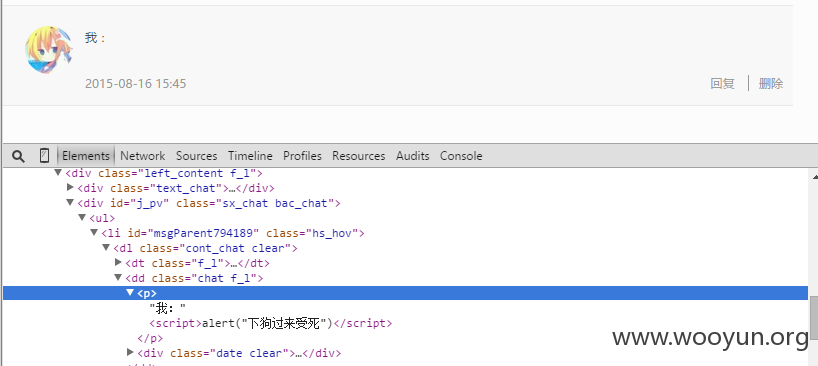 我：
2015-08-16 15:45
回复 | 删除
Elements Network Sources Timeline Profiles Resources Audits Console
▼<div class="left_content f_l">
▶<div class="text_chat">…</div>
▼<div id="j_pv" class="sx_chat bac_chat">
▼<ul>
▼<li id="msgParent794189" class="hs_hov">
▼<dl class="cont_chat clear">
▶<dt class="f_l">…</dt>
▼<dd class="chat f_l">
▼<p>
"我："
<script>alert("下狗过来受死")</script>
</p>
▶<div class="date clear">…</div>
www.wooyun.org